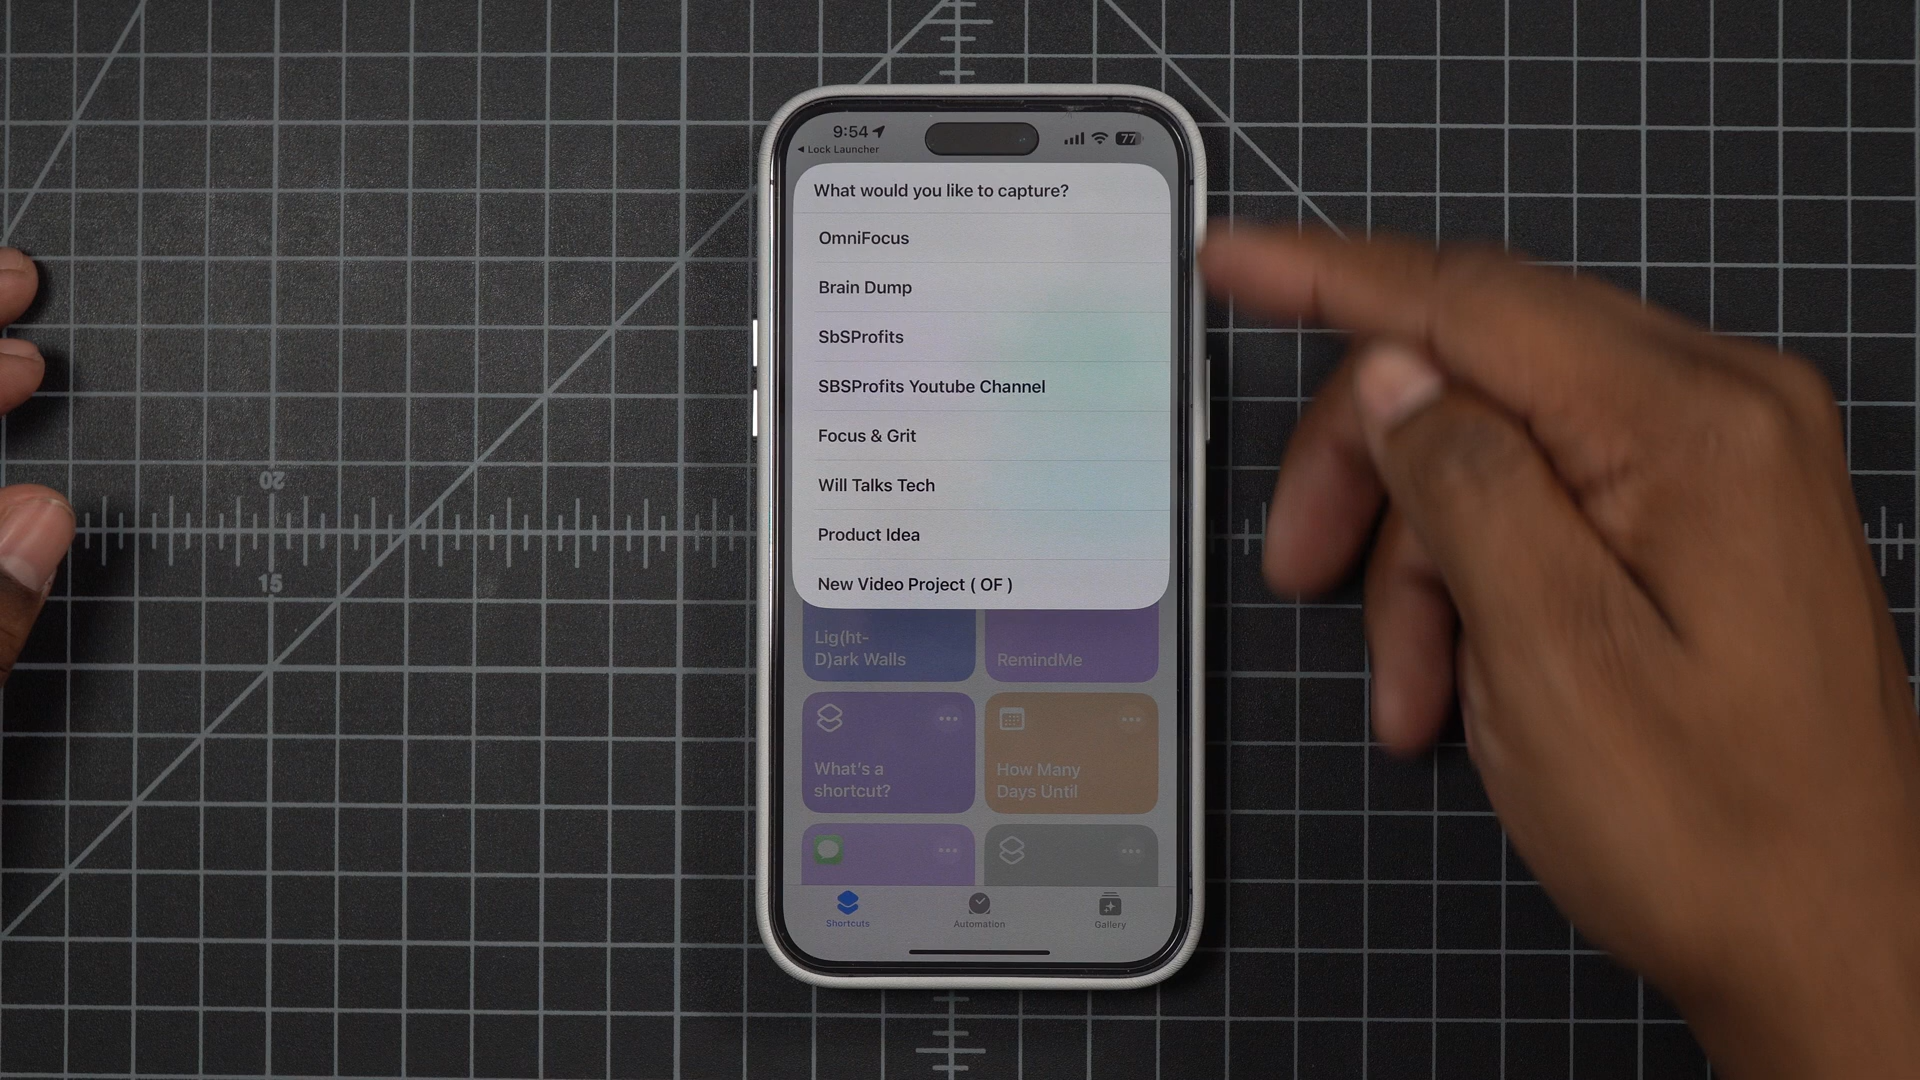 9:54
77
◀ Lock Launcher
What would you like to capture?
OmniFocus
Brain Dump
SbSProfits
SBSProfits Youtube Channel
Focus & Grit
Will Talks Tech
Product Idea
New Video Project ( OF )
Lig(ht-
D)ark Walls
RemindMe
What's a
shortcut?
How Many
Days Until
Shortcuts
Automation
Gallery
20
15